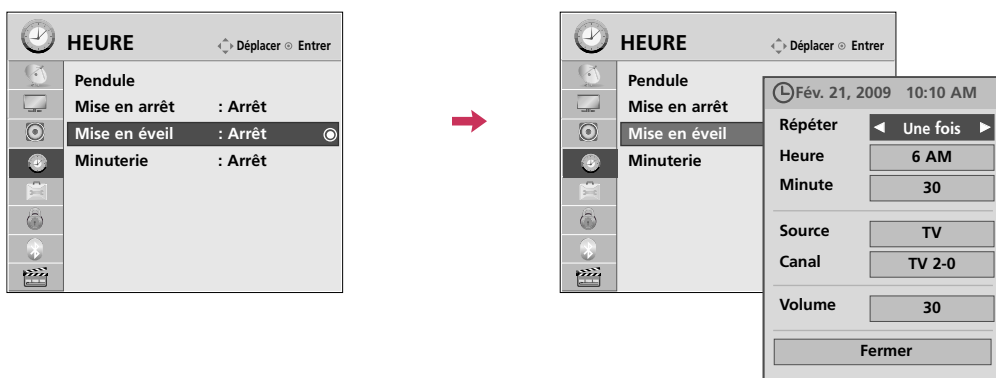 HEURE Déplacer Entrer
Pendule
Mise en arrêt : Arrêt
Mise en éveil : Arrêt
Minuterie : Arrêt
HEURE Déplacer Entrer
Pendule
Mise en arrêt
Mise en éveil
Minuterie
Fév. 21, 2009 10:10 AM
Répéter Une fois
Heure 6 AM
Minute 30
Source TV
Canal TV 2-0
Volume 30
Fermer